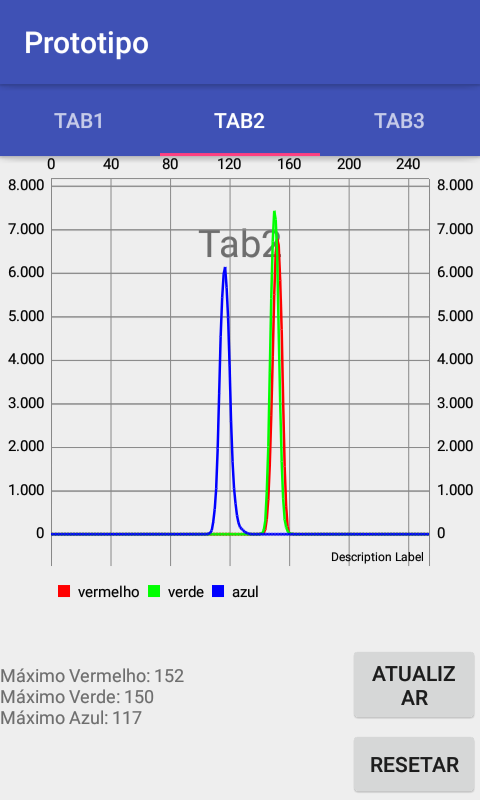 Prototipo
TAB1 TAB2 TAB3
0 40 80 120 160 200 240
8.000 8.000
7.000 7.000
Tab2
6.000 6.000
5.000 5.000
4.000 4.000
3.000 3.000
2.000 2.000
1.000 1.000
0 0
Description Label
vermelho verde azul
Máximo Vermelho: 152
Máximo Verde: 150
Máximo Azul: 117
ATUALIZ
AR
RESETAR